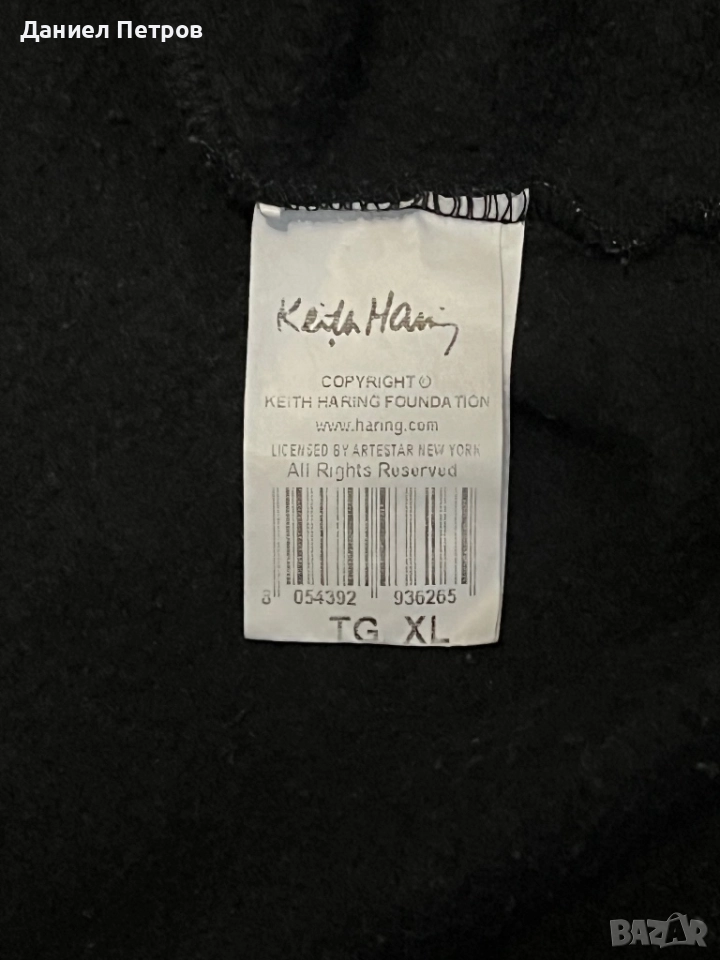 Даниел Петров
Keith Haring
COPYRIGHT ©
KEITH HARING FOUNDATION
www.haring.com
LICENSED BY ARTESTAR NEW YORK
All Rights Reserved
8 054392 936265
TG XL
BAZAR